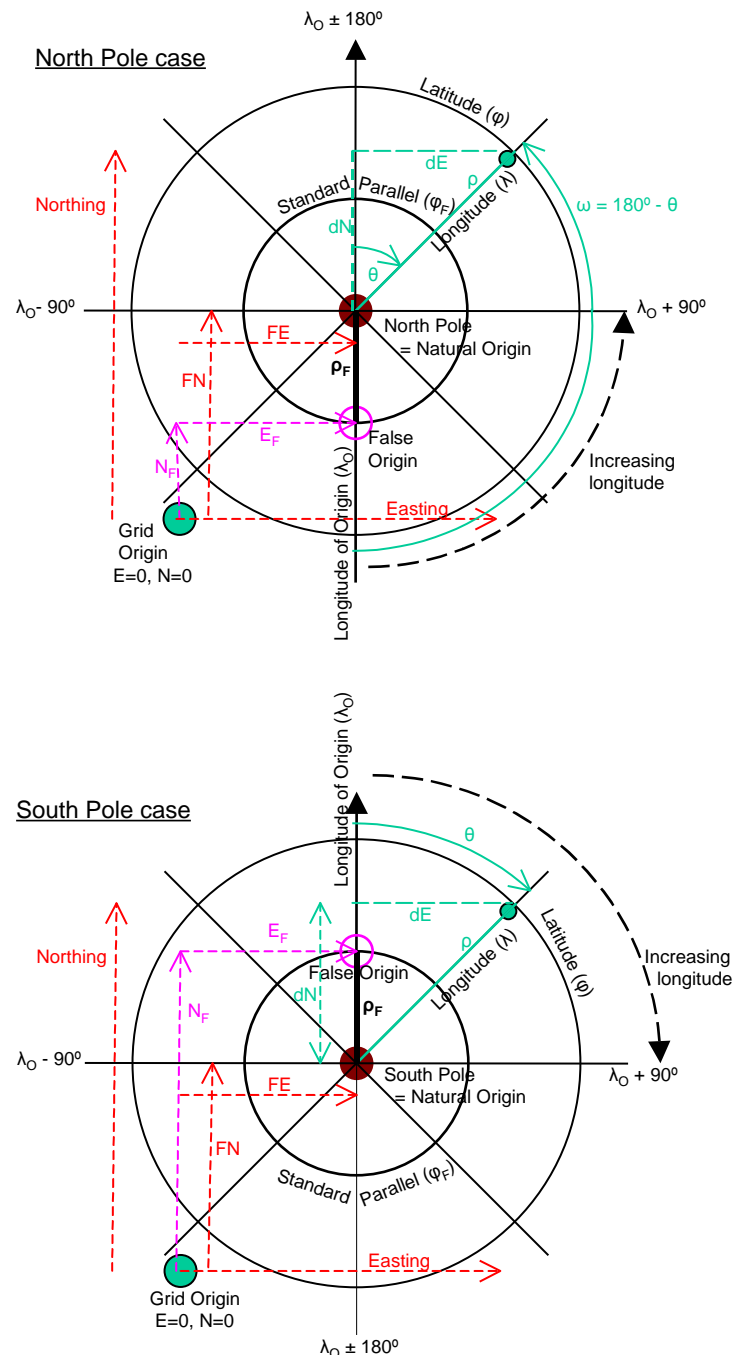 λO ± 180º
North Pole case
Latitude (φ)
dE
ρ
Standard Parallel (φF)
Longitude (λ)
Northing
ω = 180º - θ
dN
θ
λO- 90º
λO + 90º
FE
North Pole
= Natural Origin
FN
ρF
EF
False
Origin
NF
Increasing
longitude
Easting
Longitude of Origin (λO)
Grid
Origin
E=0, N=0
Longitude of Origin (λO)
South Pole case
θ
dE
EF
ρ
Latitude (φ)
Longitude (λ)
Northing
Increasing
longitude
False Origin
dN
NF
ρF
λO - 90º
λO + 90º
South Pole
= Natural Origin
FE
FN
Standard Parallel (φF)
Easting
Grid Origin
E=0, N=0
λO ± 180º